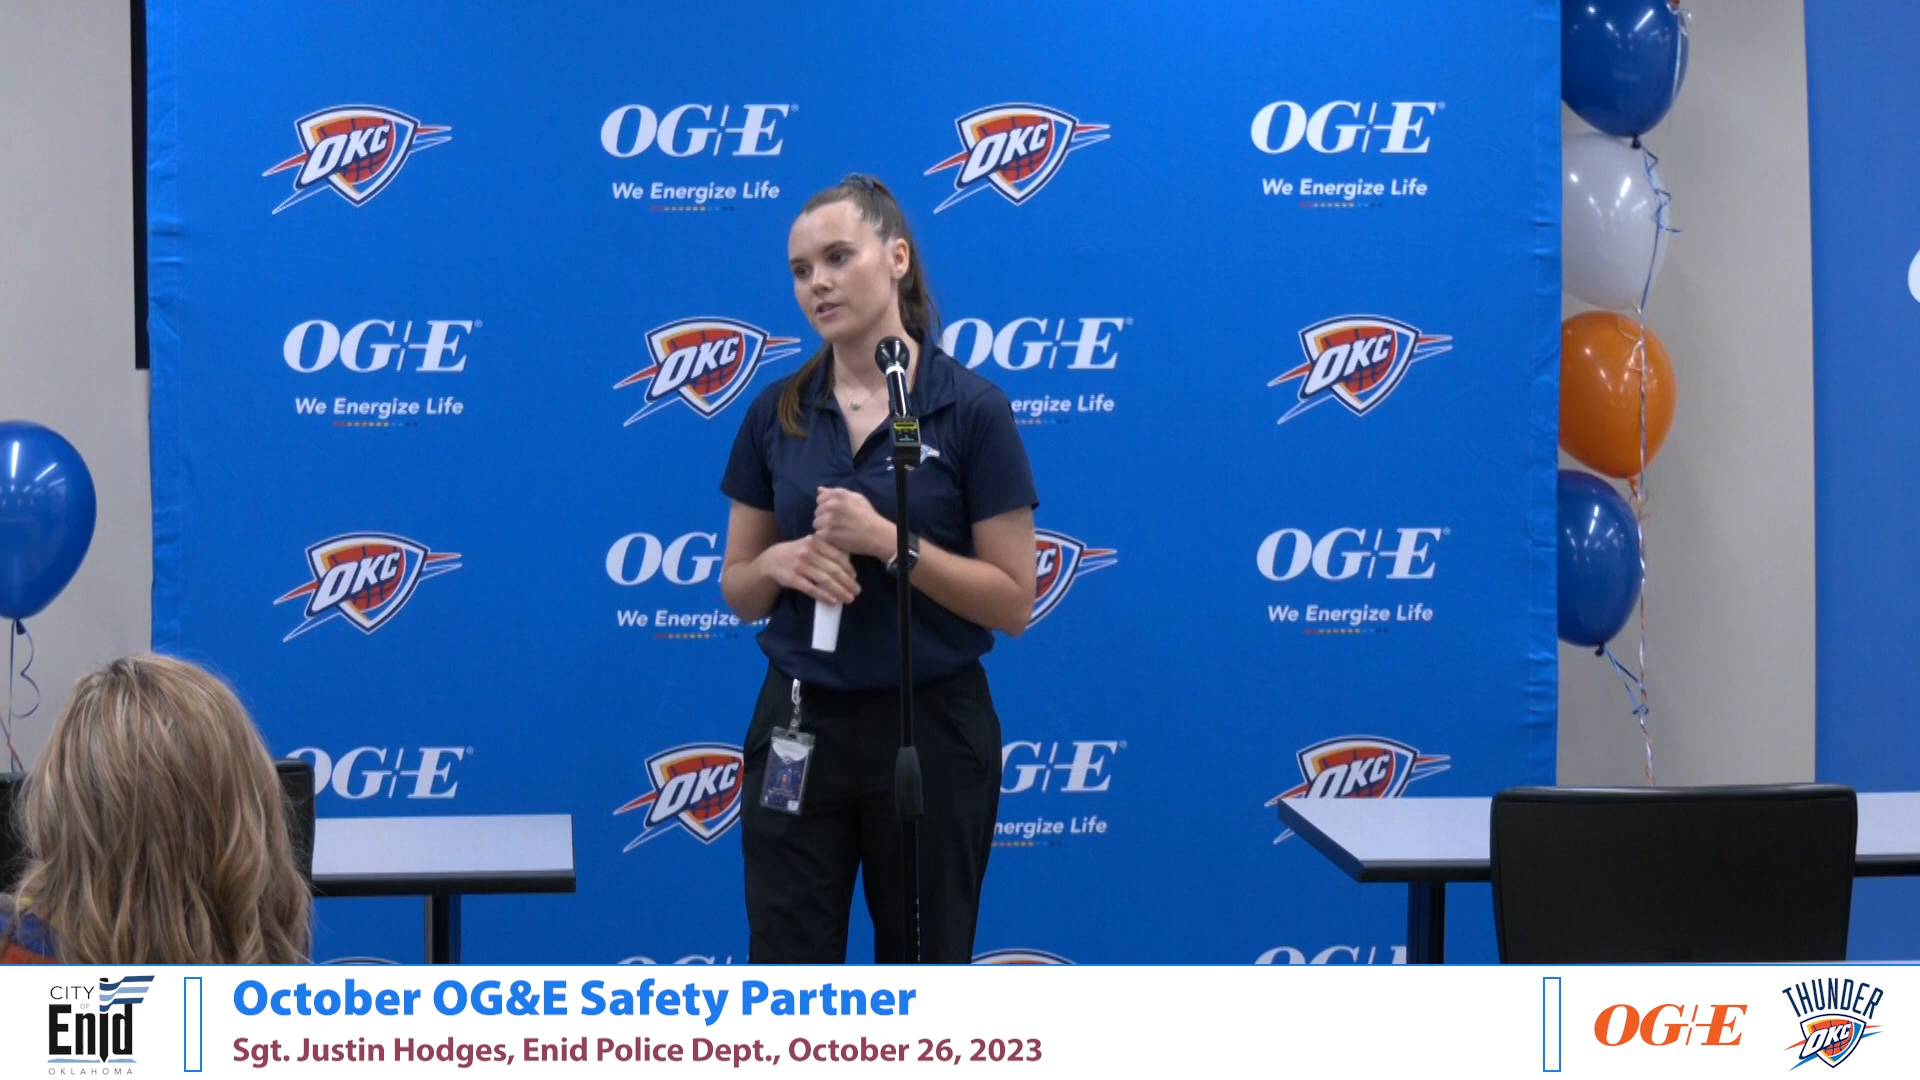 OKC
OG+E®
We Energize Life
OKC
OG+E®
We Energize Life
OG+E®
We Energize Life
OKC
OG+E®
ergize Life
OKC
OKC
OG
We Energize
KC
OG+E®
We Energize Life
OG+E®
OKC
G+E®
nergize Life
OKC
CITY
OF
Enid
OKLAHOMA
October OG&E Safety Partner
Sgt. Justin Hodges, Enid Police Dept., October 26, 2023
OG+E
THUNDER
OKC